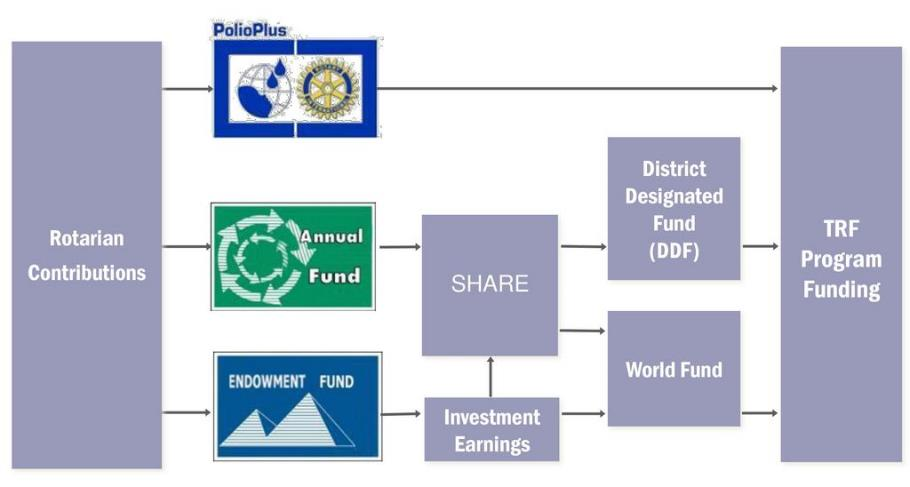 PolioPlus
Rotarian
Contributions
Annual
Fund
SHARE
District
Designated
Fund
(DDF)
TRF
Program
Funding
World Fund
ENDOWMENT FUND
Investment
Earnings